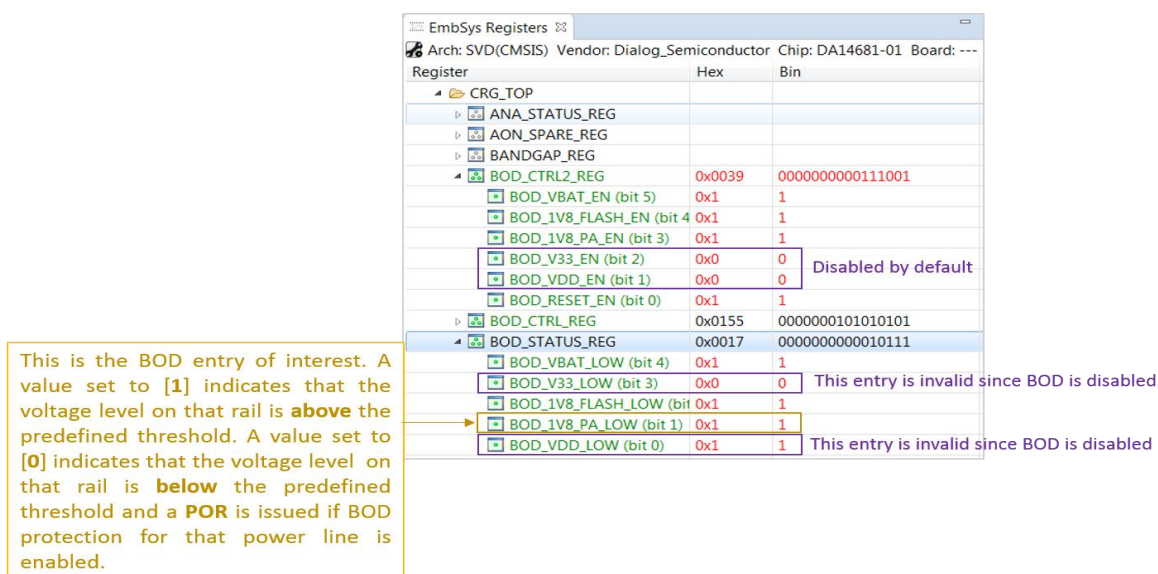 EmbSys Registers
Arch: SVD(CMSIS) Vendor: Dialog_Semiconductor Chip: DA14681-01 Board: ---
Register Hex Bin
CRG_TOP
ANA_STATUS_REG
AON_SPARE_REG
BANDGAP_REG
BOD_CTRL2_REG 0x0039 0000000000111001
BOD_VBAT_EN (bit 5) 0x1 1
BOD_1V8_FLASH_EN (bit 4 0x1 1
BOD_1V8_PA_EN (bit 3) 0x1 1
BOD_V33_EN (bit 2) 0x0 0
Disabled by default
BOD_VDD_EN (bit 1) 0x0 0
BOD_RESET_EN (bit 0) 0x1 1
BOD_CTRL_REG 0x0155 0000000101010101
BOD_STATUS_REG 0x0017 0000000000010111
BOD_VBAT_LOW (bit 4) 0x1 1
BOD_V33_LOW (bit 3) 0x0 0 This entry is invalid since BOD is disabled
BOD_1V8_FLASH_LOW (bit 0x1 1
BOD_1V8_PA_LOW (bit 1) 0x1 1
BOD_VDD_LOW (bit 0) 0x1 1 This entry is invalid since BOD is disabled
This is the BOD entry of interest. A
value set to [1] indicates that the
voltage level on that rail is above the
predefined threshold. A value set to
[0] indicates that the voltage level on
that rail is below the predefined
threshold and a POR is issued if BOD
protection for that power line is
enabled.